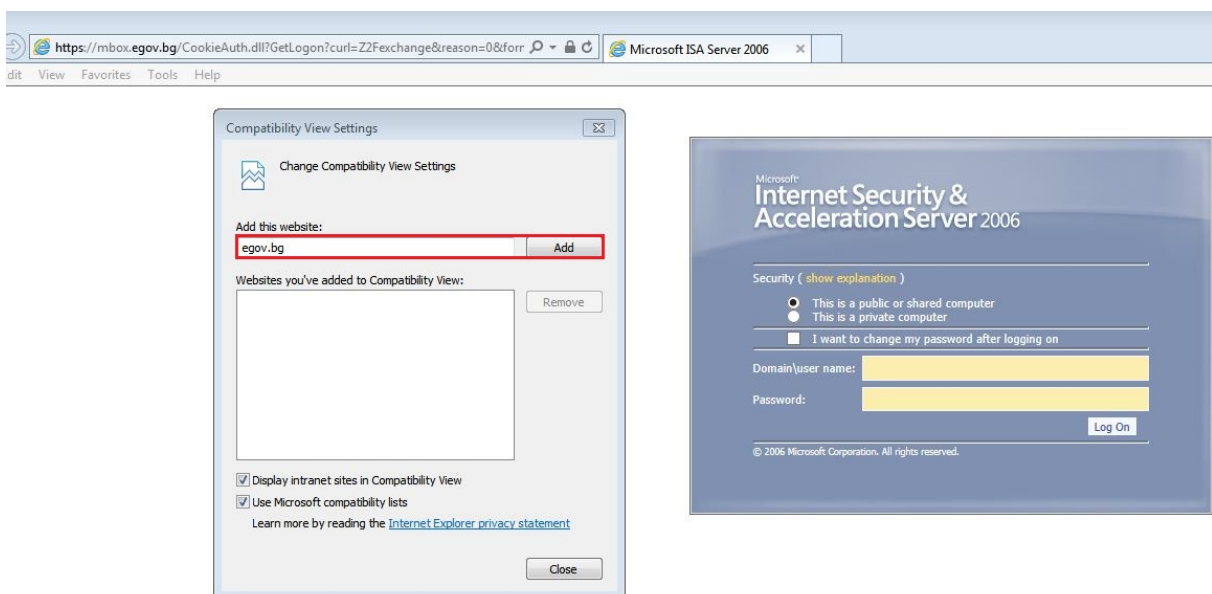 https://mbox.egov.bg/CookieAuth.dll?GetLogon?curl=Z2Fexchange&reason=0&forr
Microsoft ISA Server 2006
dit View Favorites Tools Help
Compatibility View Settings
Change Compatibility View Settings
Add this website:
egov.bg Add
Websites you've added to Compatibility View:
Remove
Display intranet sites in Compatibility View
Use Microsoft compatibility lists
Learn more by reading the Internet Explorer privacy statement
Close
Microsoft
Internet Security &
Acceleration Server 2006
Security ( show explanation )
This is a public or shared computer
This is a private computer
I want to change my password after logging on
Domain\user name:
Password:
Log On
© 2006 Microsoft Corporation. All rights reserved.